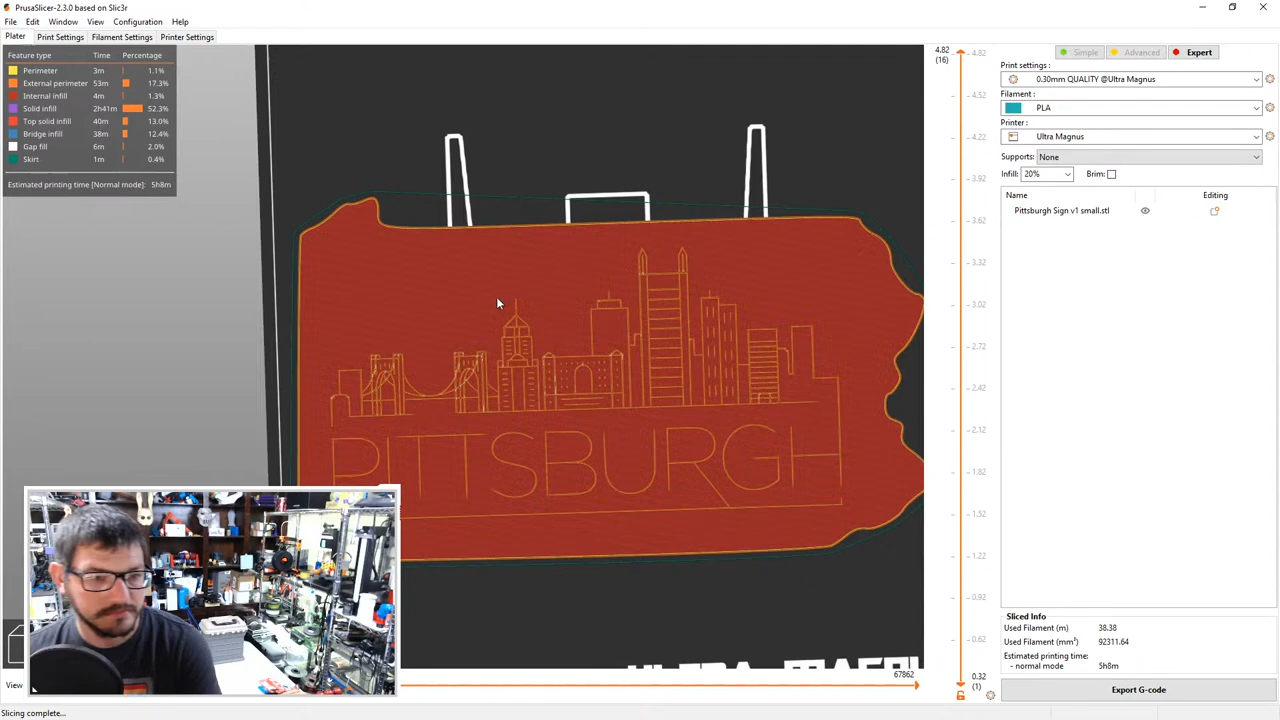 PrusaSlicer-2.3.0 based on Slic3r
File Edit Window View Configuration Help
Plater Print Settings Filament Settings Printer Settings
Feature type Time Percentage
Perimeter 3m 1.1%
External perimeter 53m 17.3%
Internal infill 4m 1.3%
Solid infill 2h41m 52.3%
Top solid infill 40m 13.0%
Bridge infill 38m 12.4%
Gap fill 6m 2.0%
Skirt 1m 0.4%
Estimated printing time [Normal mode]: 5h8m
PITTSBURGH
ULTRA
View
4.82
(16)
4.82
4.52
4.22
3.92
3.62
3.32
3.02
2.72
2.42
2.12
1.82
1.52
1.22
0.92
0.62
0.32
(1)
67862
Simple Advanced Expert
Print settings :
0.30mm QUALITY @Ultra Magnus
Filament :
PLA
Printer :
Ultra Magnus
Supports: None
Infill: 20% Brim:
Name Editing
Pittsburgh Sign v1 small.stl
Sliced Info
Used Filament (m) 38.38
Used Filament (mm³) 92311.64
Estimated printing time:
- normal mode 5h8m
Export G-code
Slicing complete...